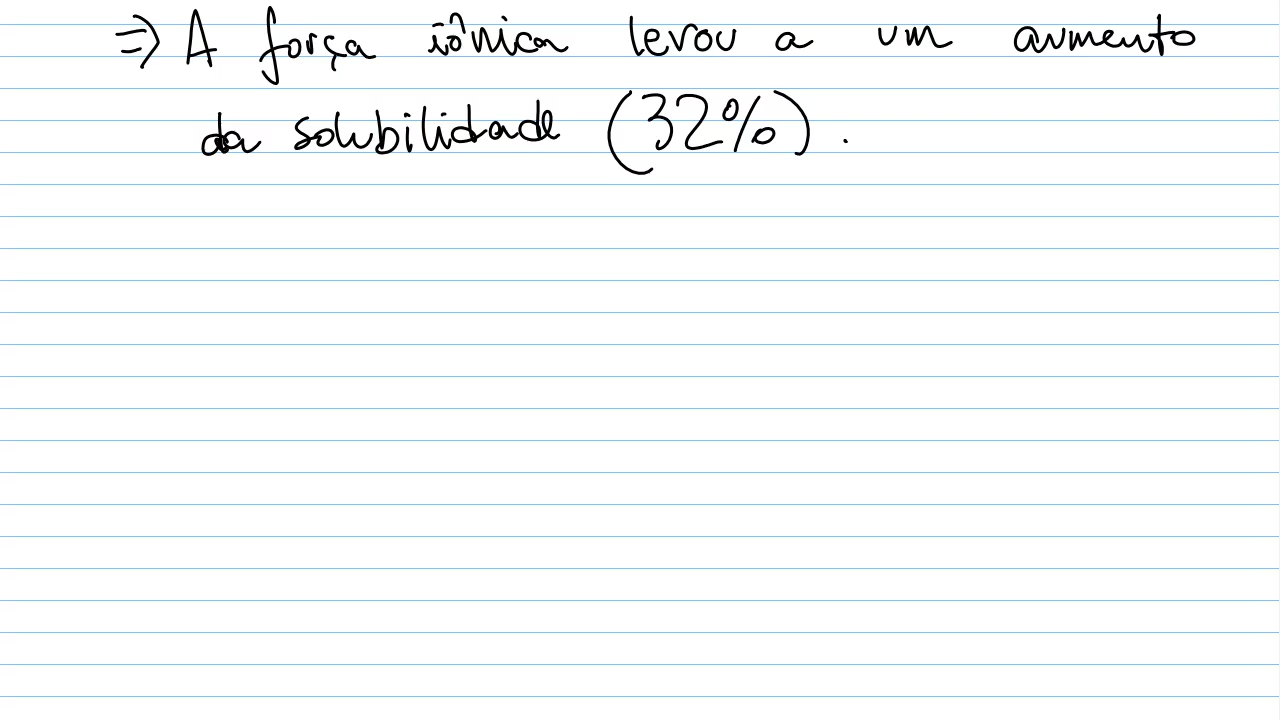 ⇒ A força iônica levou a um aumento
da solubilidade (32%).